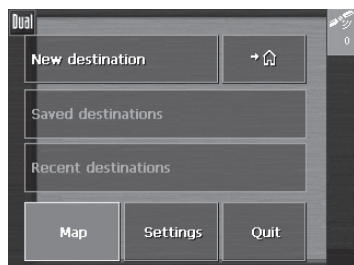 Dual
0
New destination
Saved destinations
Recent destinations
Map Settings Quit